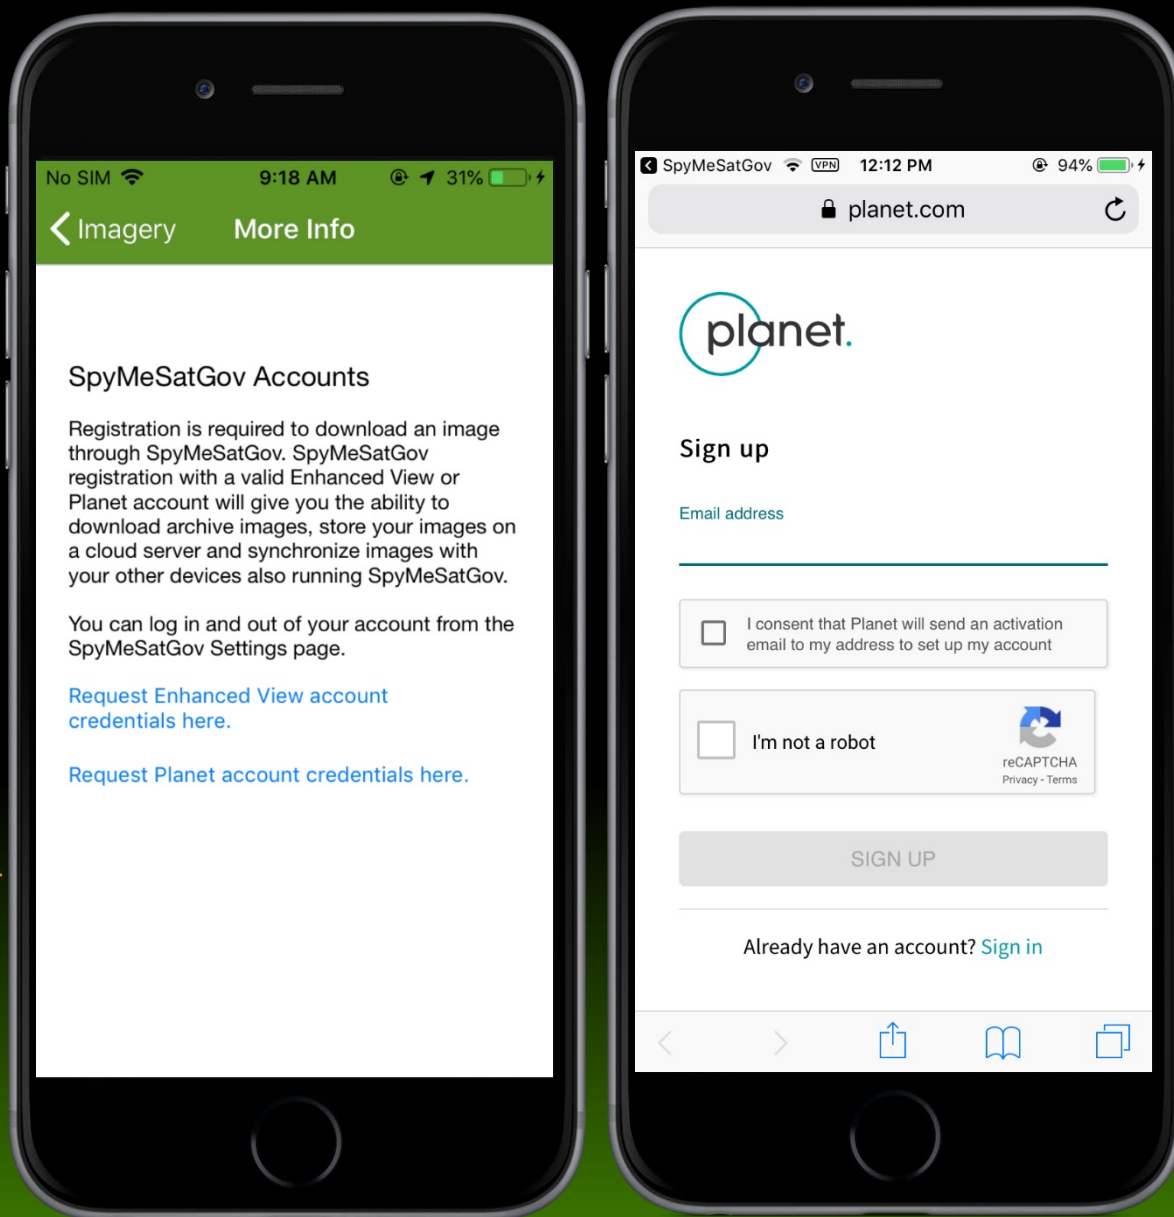 No SIM 9:18 AM 31%
Imagery More Info
SpyMeSatGov Accounts
Registration is required to download an image
through SpyMeSatGov. SpyMeSatGov
registration with a valid Enhanced View or
Planet account will give you the ability to
download archive images, store your images on
a cloud server and synchronize images with
your other devices also running SpyMeSatGov.
You can log in and out of your account from the
SpyMeSatGov Settings page.
Request Enhanced View account
credentials here.
Request Planet account credentials here.
SpyMeSatGov VPN 12:12 PM 94%
planet.com
planet.
Sign up
Email address
I consent that Planet will send an activation
email to my address to set up my account
I'm not a robot
reCAPTCHA
Privacy - Terms
SIGN UP
Already have an account? Sign in